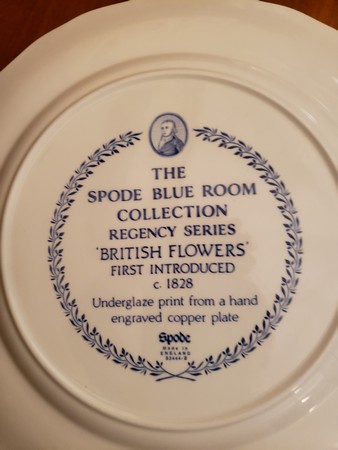 THE
SPODE BLUE ROOM
COLLECTION
REGENCY SERIES
'BRITISH FLOWERS'
FIRST INTRODUCED
c. 1828
Underglaze print from a hand
engraved copper plate
Spode
MADE IN
ENGLAND